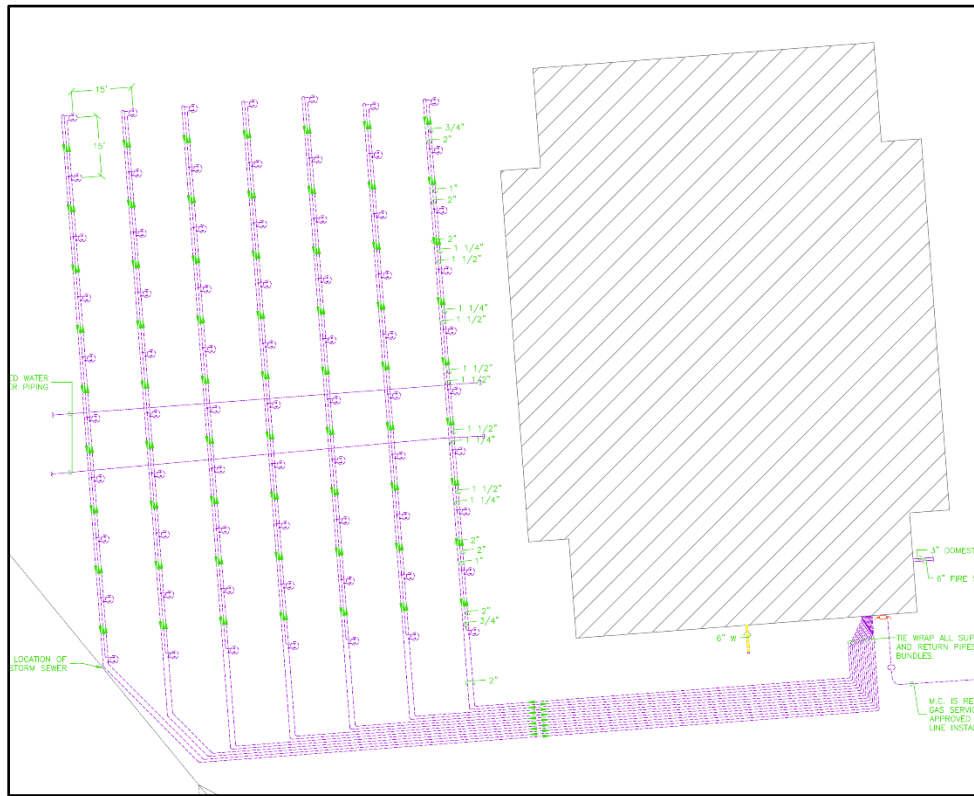 15'
15'
3/4"
2"
1"
2"
2"
1 1/4"
1 1/2"
1 1/4"
1 1/2"
1 1/2"
1 1/2"
1 1/2"
1 1/4"
1 1/2"
1 1/4"
2"
2"
1"
2"
3/4"
2"
ED WATER
ER PIPING
LOCATION OF
STORM SEWER
6" W
3" DOMEST
6" FIRE
TIE WRAP ALL SUP
AND RETURN PIPES
BUNDLES.
M.C. IS RE
GAS SERVIC
APPROVED
LINE INSTA